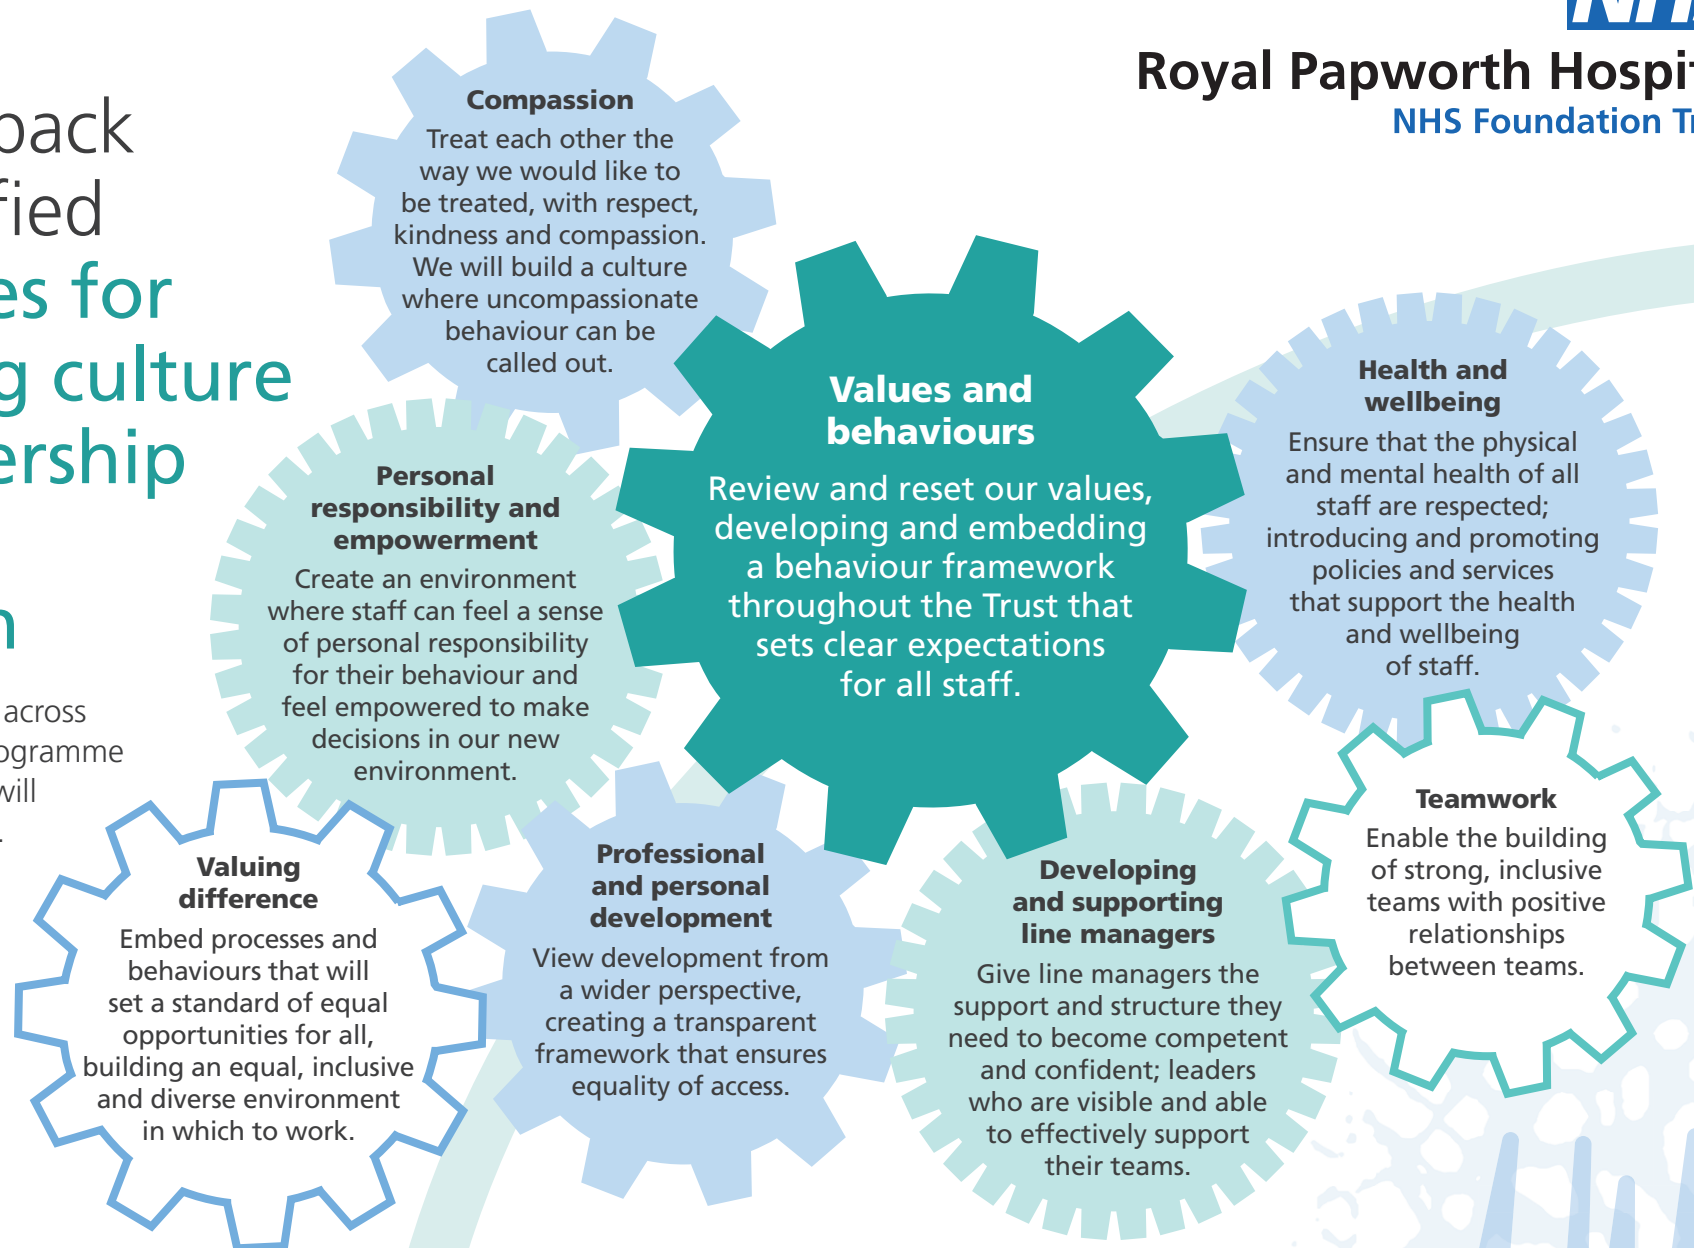 back
fied
es for
g culture
ership
n
across
ogramme
will
.
NHS
Royal Papworth Hospit
NHS Foundation Tr
Compassion
Treat each other the
way we would like to
be treated, with respect,
kindness and compassion.
We will build a culture
where uncompassionate
behaviour can be
called out.
Values and
behaviours
Review and reset our values,
developing and embedding
a behaviour framework
throughout the Trust that
sets clear expectations
for all staff.
Health and
wellbeing
Ensure that the physical
and mental health of all
staff are respected;
introducing and promoting
policies and services
that support the health
and wellbeing
of staff.
Personal
responsibility and
empowerment
Create an environment
where staff can feel a sense
of personal responsibility
for their behaviour and
feel empowered to make
decisions in our new
environment.
Teamwork
Enable the building
of strong, inclusive
teams with positive
relationships
between teams.
Valuing
difference
Embed processes and
behaviours that will
set a standard of equal
opportunities for all,
building an equal, inclusive
and diverse environment
in which to work.
Professional
and personal
development
View development from
a wider perspective,
creating a transparent
framework that ensures
equality of access.
Developing
and supporting
line managers
Give line managers the
support and structure they
need to become competent
and confident; leaders
who are visible and able
to effectively support
their teams.